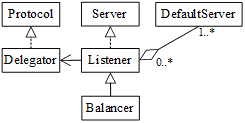 Protocol
Server
DefaultServer
1..*
Delegator
Listener
0..*
Balancer